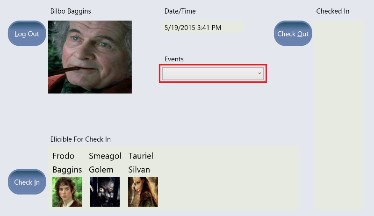 Bilbo Baggins
Date/Time
Checked In
Log Out
5/19/2015 3:41 PM
Check Out
Events
Elicible For Check In
Frodo Baggins
Smeagol Golem
Tauriel Silvan
Check In